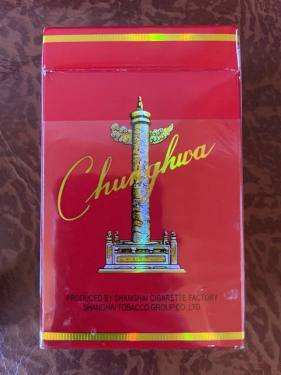 Chunghwa
PRODUCED BY SHANGHAI CIGARETTE FACTORY
SHANGHAI TOBACCO GROUP CO.,LTD.